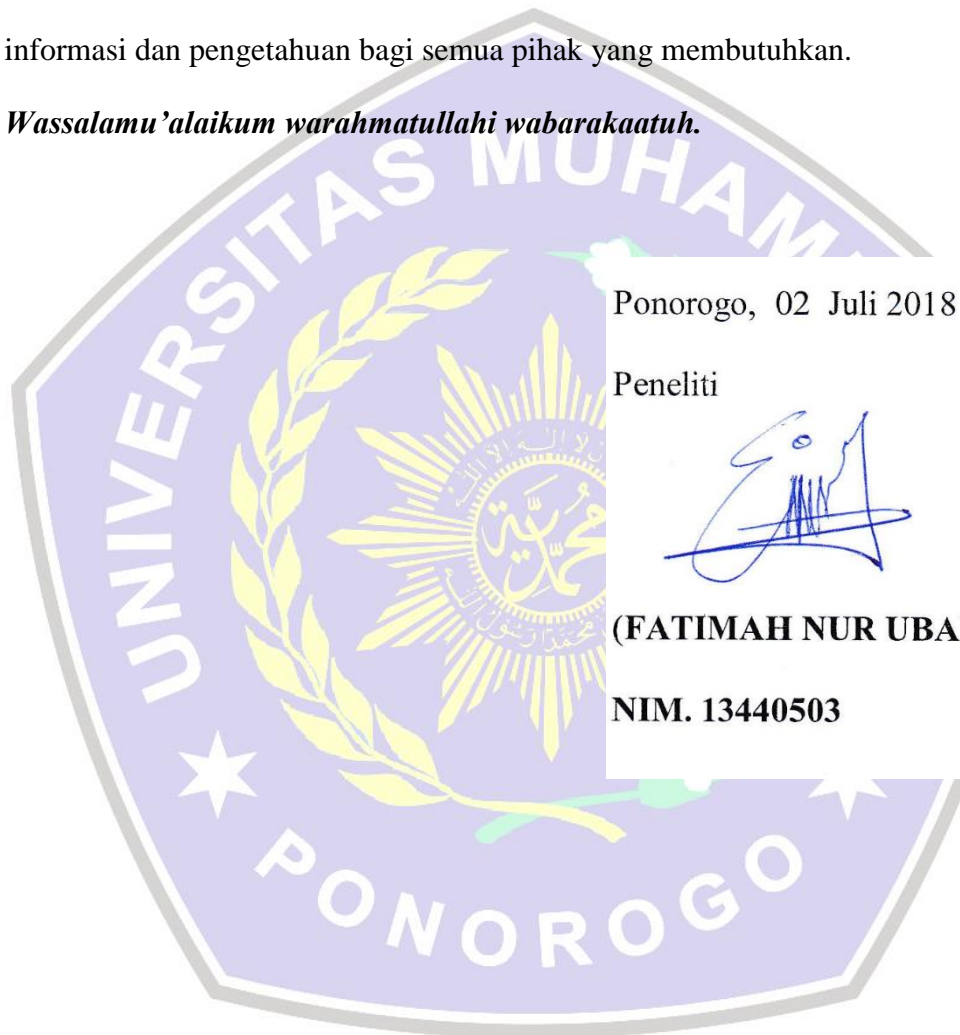 informasi dan pengetahuan bagi semua pihak yang membutuhkan.
Wassalamu’alaikum warahmatullahi wabarakaatuh.
UNIVERSITAS MUHAM
Ponorogo, 02 Juli 2018
Peneliti
(FATIMAH NUR UBA
NIM. 13440503
PONOROGO